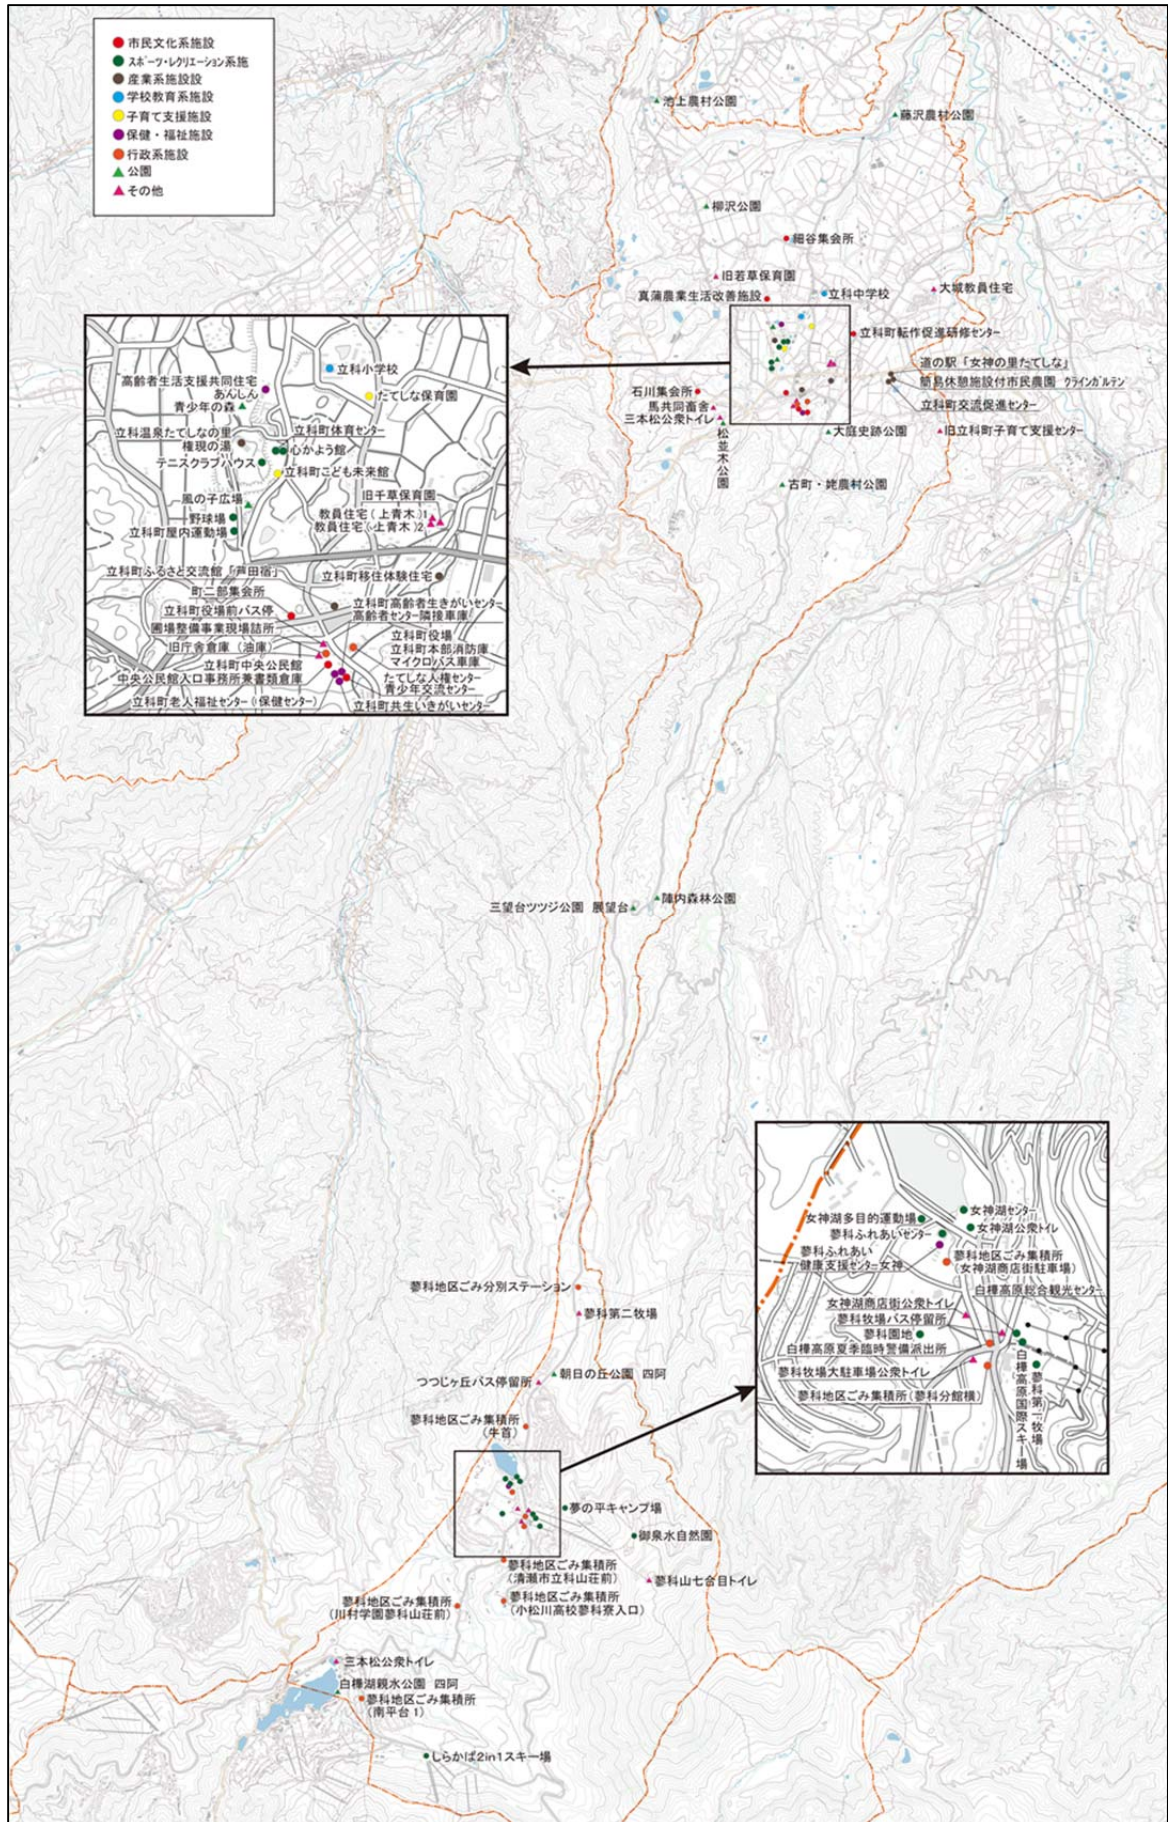 市民文化系施設
スポーツ・レクリエーション系施
産業系施設設
学校教育系施設
子育て支援施設
保健・福祉施設
行政系施設
公園
その他
池上農村公園
藤沢農村公園
柳沢公園
細谷集会所
旧若草保育園
真蒲農業生活改善施設
立科中学校
大城教員住宅
立科町転作促進研修センター
道の駅「女神の里たてしな」
簡易休憩施設付市民農園 クラインガルテン
立科町交流促進センター
石川集会所
馬共同畜舎
三本松公衆トイレ
松並木公園
大庭史跡公園
旧立科町子育て支援センター
古町・姥農村公園
立科小学校
高齢者生活支援共同住宅
あんしん
たてしな保育園
青少年の森
立科町体育センター
立科温泉たてしなの里
権現の湯
心かよう館
テニスクラブハウス
立科町こども未来館
風の子広場
旧千草保育園
野球場
教員住宅(上青木)1
教員住宅(上青木)2
立科町屋内運動場
立科町ふるさと交流館「芦田宿」
立科町移住体験住宅
町二部集会所
立科町役場前バス停
立科町高齢者生きがいセンター
高齢者センター隣接車庫
圃場整備事業現場詰所
旧庁舎倉庫(油庫)
立科町役場
立科町本部消防庫
マイクロバス車庫
立科町中央公民館
中央公民館入口事務所兼書類倉庫
たてしな人権センター
青少年交流センター
立科町老人福祉センター(保健センター)
立科町共生いきがいセンター
三望台ツツジ公園 展望台
陣内森林公園
女神湖センター
女神湖多目的運動場
女神湖公衆トイレ
蓼科ふれあいセンター
蓼科ふれあい
健康支援センター女神
蓼科地区ごみ集積所
(女神湖商店街駐車場)
白樺高原総合観光センター
女神湖商店街公衆トイレ
蓼科牧場バス停留所
蓼科園地
白樺高原夏季臨時警備派出所
蓼科牧場大駐車場公衆トイレ
蓼科地区ごみ集積所(蓼科分館横)
白樺高原国際スキー場
蓼科第一牧場
蓼科地区ごみ分別ステーション
蓼科第二牧場
朝日の丘公園 四阿
つつじヶ丘バス停留所
蓼科地区ごみ集積所
(牛首)
夢の平キャンプ場
御泉水自然園
蓼科地区ごみ集積所
(清瀬市立科山荘前)
蓼科山七合目トイレ
蓼科地区ごみ集積所
(川村学園蓼科山荘前)
蓼科地区ごみ集積所
(小松川高校蓼科寮入口)
三本松公衆トイレ
白樺湖親水公園 四阿
蓼科地区ごみ集積所
(南平台1)
しらかば2in1スキー場